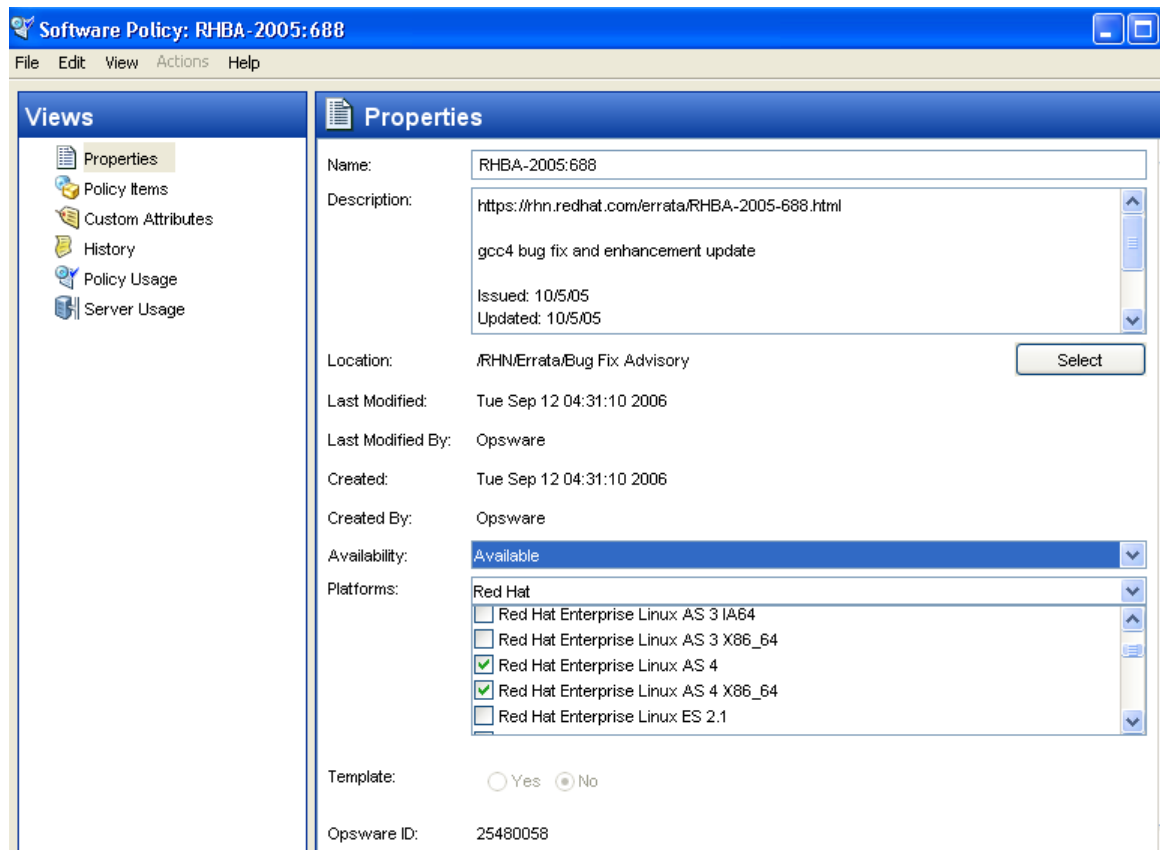 Software Policy: RHBA-2005:688
File Edit View Actions Help
Views
Properties
Policy Items
Custom Attributes
History
Policy Usage
Server Usage
Properties
Name: RHBA-2005:688
Description: https://rhn.redhat.com/errata/RHBA-2005-688.html
gcc4 bug fix and enhancement update
Issued: 10/5/05
Updated: 10/5/05
Location: /RHN/Errata/Bug Fix Advisory Select
Last Modified: Tue Sep 12 04:31:10 2006
Last Modified By: Opsware
Created: Tue Sep 12 04:31:10 2006
Created By: Opsware
Availability: Available
Platforms: Red Hat
Red Hat Enterprise Linux AS 3 IA64
Red Hat Enterprise Linux AS 3 X86_64
Red Hat Enterprise Linux AS 4
Red Hat Enterprise Linux AS 4 X86_64
Red Hat Enterprise Linux ES 2.1
Template: Yes No
Opsware ID: 25480058